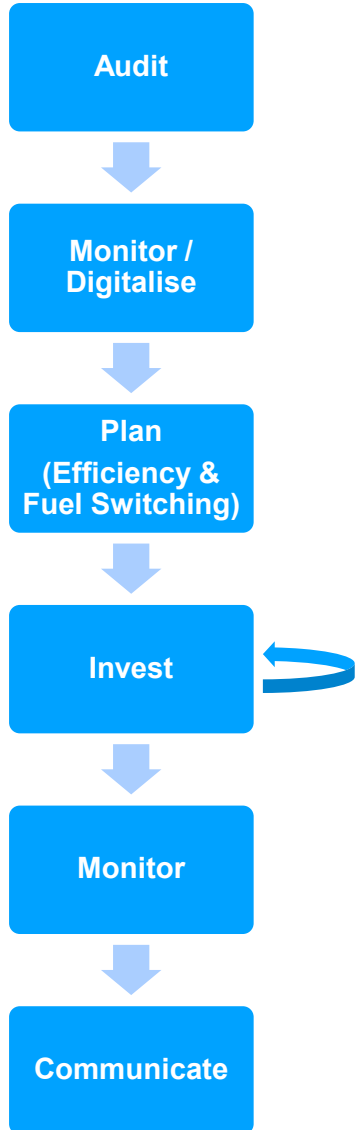 Audit
Monitor /
Digitalise
Plan
(Efficiency &
Fuel Switching)
Invest
Monitor
Communicate